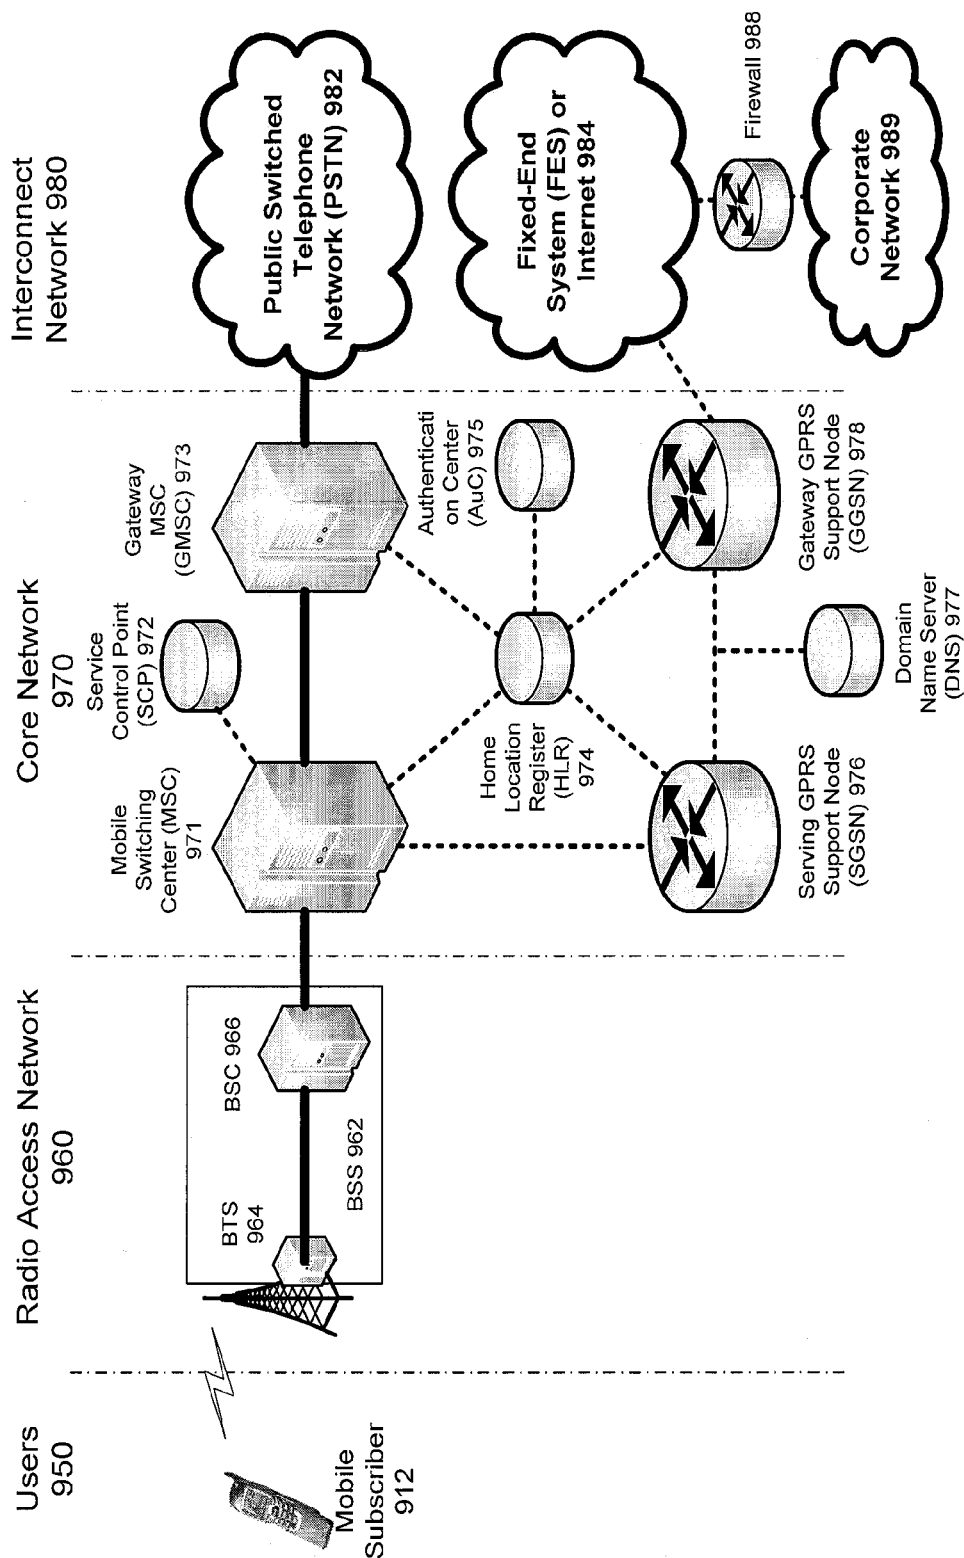 Users
950
Radio Access Network
960
Core Network
970
Interconnect
Network 980
Mobile
Subscriber
912
BTS
964
BSC 966
BSS 962
Mobile
Switching
Center (MSC)
971
Service
Control Point
(SCP) 972
Gateway
MSC
(GMSC) 973
Public Switched
Telephone
Network (PSTN) 982
Home
Location
Register
(HLR)
974
Authenticati
on Center
(AuC) 975
Fixed-End
System (FES) or
Internet 984
Firewall 988
Serving GPRS
Support Node
(SGSN) 976
Domain
Name Server
(DNS) 977
Gateway GPRS
Support Node
(GGSN) 978
Corporate
Network 989